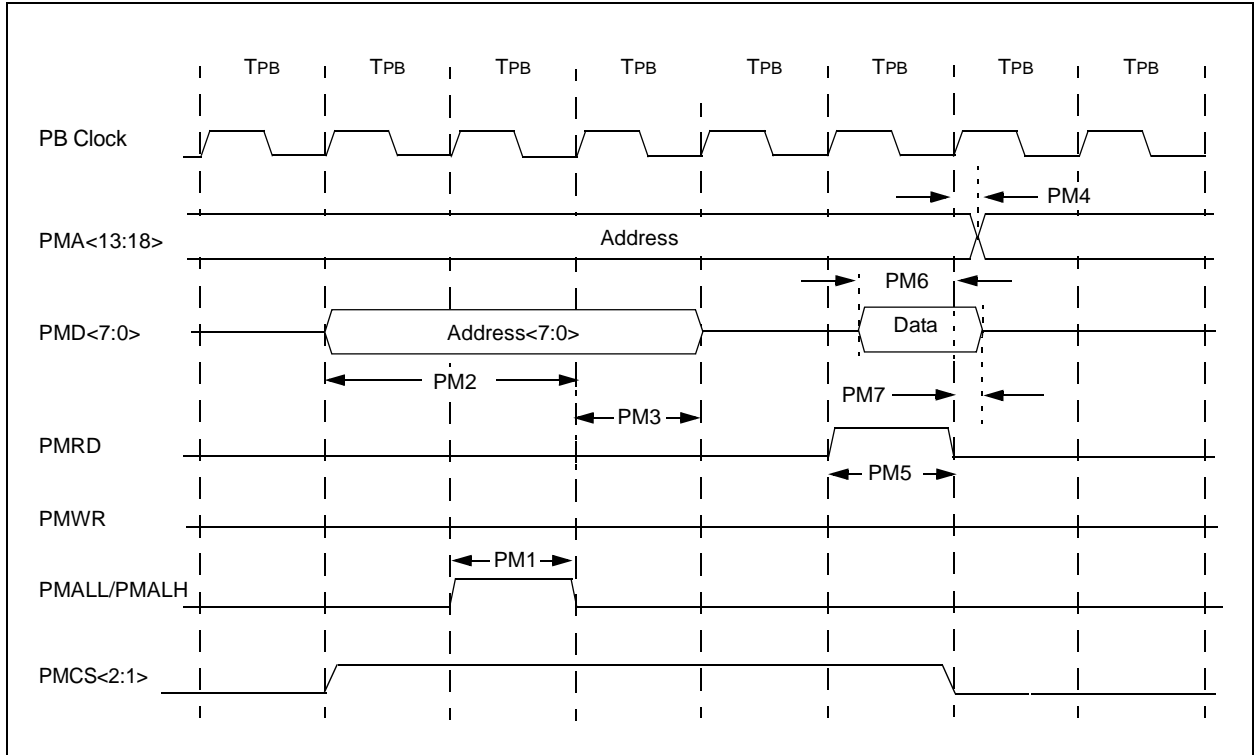 TPB TPB TPB TPB TPB TPB TPB TPB
PB Clock
PM4
PMA<13:18>
Address
PM6
PMD<7:0>
Address<7:0>
Data
PM2
PM7
PM3
PMRD
PM5
PMWR
PM1
PMALL/PMALH
PMCS<2:1>